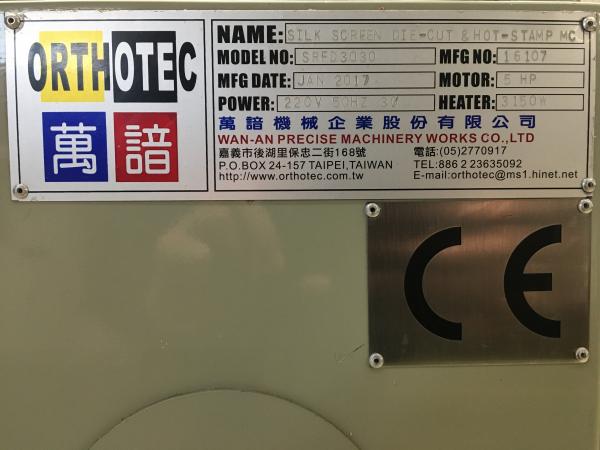 ORTHOTEC
萬諳
NAME: SILK SCREEN DIE-CUT & HOT-STAMP MC
MODEL NO: SRFD3030 MFG NO: 16107
MFG DATE: JAN 2017 MOTOR: 5 HP
POWER: 220V 50HZ 3Ø HEATER: 3150W
萬諳機械企業股份有限公司
WAN-AN PRECISE MACHINERY WORKS CO.,LTD
嘉義市後湖里保忠二街168號 電話:(05)2770917
P.O.BOX 24-157 TAIPEI,TAIWAN TEL:886 2 23635092
http://www.orthotec.com.tw E-mail:orthotec@ms1.hinet.net
CE